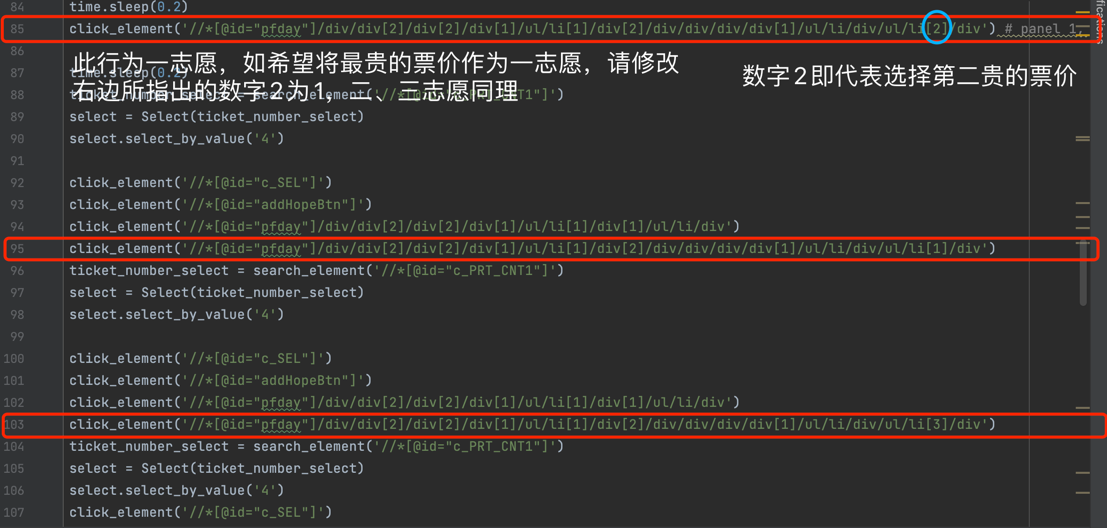 84 time.sleep(0.2)
85 click_element('//*[@id="pfday"]/div/div[2]/div[2]/div[1]/ul/li[1]/div[2]/div/div/div/div[1]/ul/li/div/ul/li[2]/div') # panel 1,
86
此行为一志愿，如希望将最贵的票价作为一志愿，请修改
右边所指出的数字2为1，二、三志愿同理
数字2即代表选择第二贵的票价
87 time.sleep(0.2)
88 ticket_number_select = search_element('//*[@id="c_PRT_CNT1"]')
89 select = Select(ticket_number_select)
90 select.select_by_value('4')
91
92 click_element('//*[@id="c_SEL"]')
93 click_element('//*[@id="addHopeBtn"]')
94 click_element('//*[@id="pfday"]/div/div[2]/div[2]/div[1]/ul/li[1]/div[1]/ul/li/div')
95 click_element('//*[@id="pfday"]/div/div[2]/div[2]/div[1]/ul/li[1]/div[2]/div/div/div/div[1]/ul/li/div/ul/li[1]/div')
96 ticket_number_select = search_element('//*[@id="c_PRT_CNT1"]')
97 select = Select(ticket_number_select)
98 select.select_by_value('4')
99
100 click_element('//*[@id="c_SEL"]')
101 click_element('//*[@id="addHopeBtn"]')
102 click_element('//*[@id="pfday"]/div/div[2]/div[2]/div[1]/ul/li[1]/div[1]/ul/li/div')
103 click_element('//*[@id="pfday"]/div/div[2]/div[2]/div[1]/ul/li[1]/div[2]/div/div/div/div[1]/ul/li/div/ul/li[3]/div')
104 ticket_number_select = search_element('//*[@id="c_PRT_CNT1"]')
105 select = Select(ticket_number_select)
106 select.select_by_value('4')
107 click_element('//*[@id="c_SEL"]')
ifications